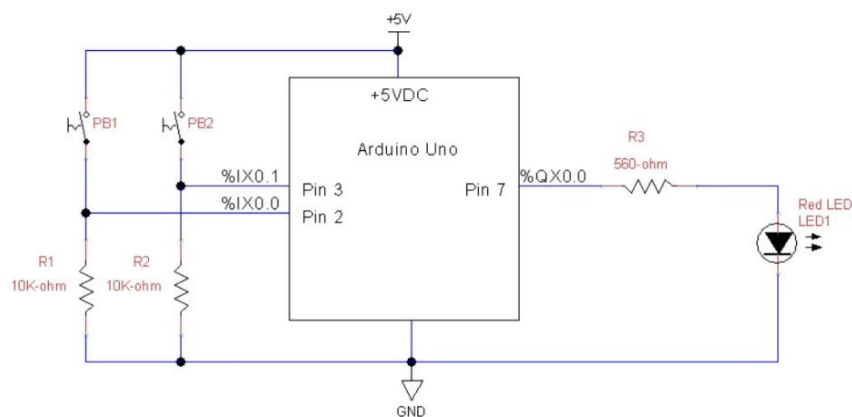 +5V
+5VDC
PB1
PB2
Arduino Uno
R3
560-ohm
%IX0.1
Pin 3
Pin 7
%QX0.0
%IX0.0
Pin 2
Red LED
LED1
R1
10K-ohm
R2
10K-ohm
GND